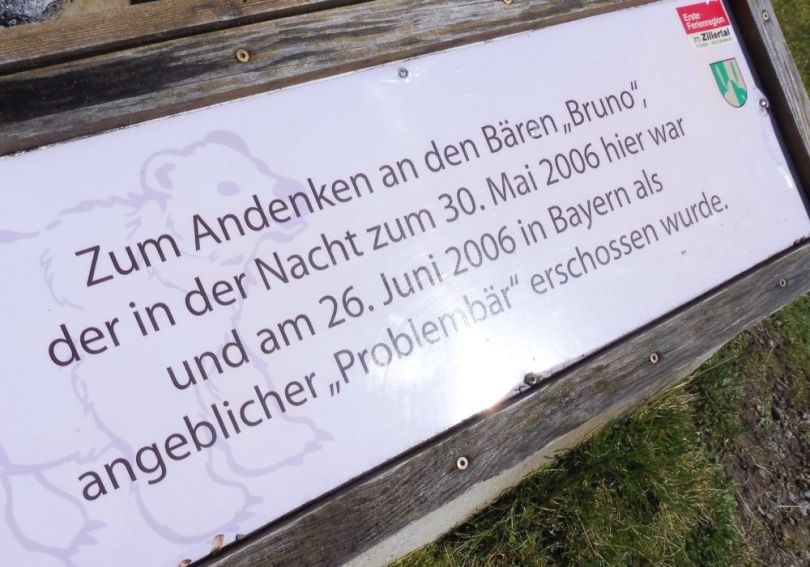 Erste
Ferienregion
im Zillertal
Zum Andenken an den Bären „Bruno“,
der in der Nacht zum 30. Mai 2006 hier war
und am 26. Juni 2006 in Bayern als
angeblicher „Problembär“ erschossen wurde.